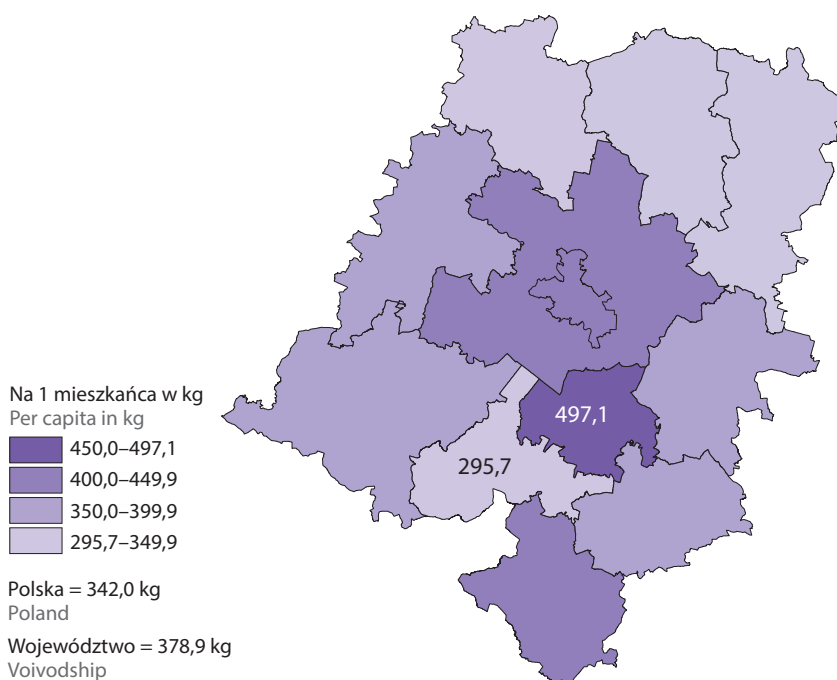 497,1
295,7
Na 1 mieszkańca w kg
Per capita in kg
450,0–497,1
400,0–449,9
350,0–399,9
295,7–349,9
Polska = 342,0 kg
Poland
Województwo = 378,9 kg
Voivodship